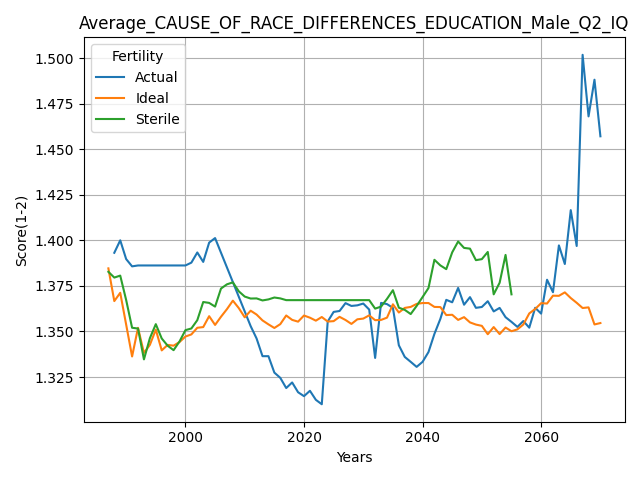 Average_CAUSE_OF_RACE_DIFFERENCES_EDUCATION_Male_Q2_IQ
Fertility
Actual
Ideal
Sterile
Score(1-2)
1.500
1.475
1.450
1.425
1.400
1.375
1.350
1.325
2000 2020 2040 2060
Years